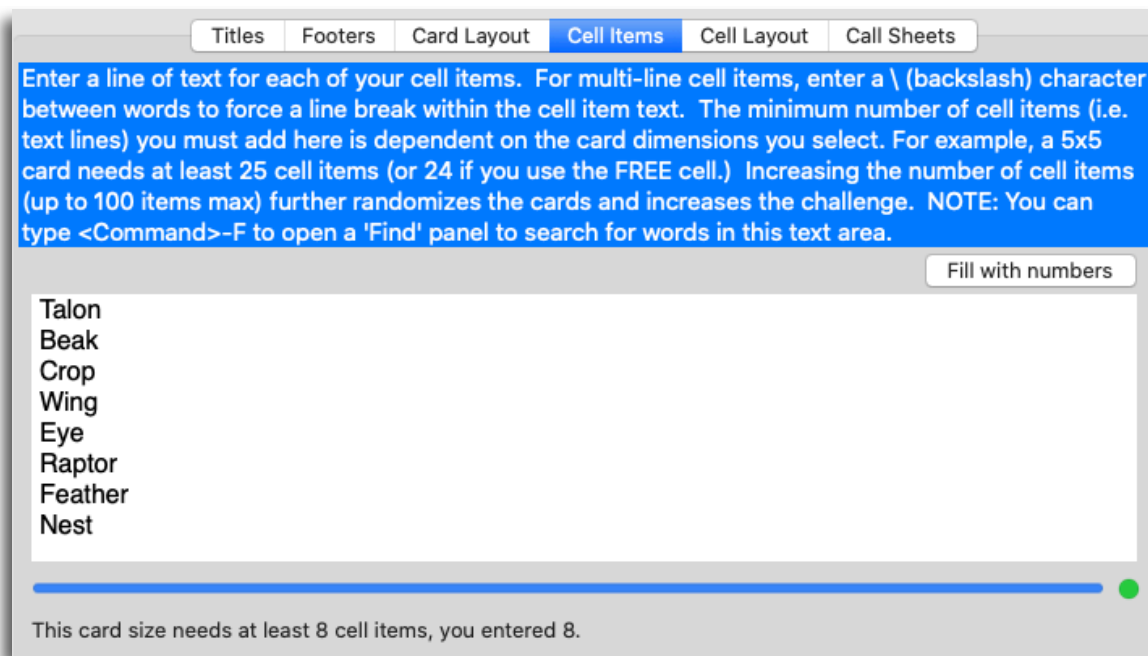 Titles Footers Card Layout Cell Items Cell Layout Call Sheets
Enter a line of text for each of your cell items.  For multi-line cell items, enter a \ (backslash) character
between words to force a line break within the cell item text.  The minimum number of cell items (i.e.
text lines) you must add here is dependent on the card dimensions you select. For example, a 5x5
card needs at least 25 cell items (or 24 if you use the FREE cell.)  Increasing the number of cell items
(up to 100 items max) further randomizes the cards and increases the challenge.  NOTE: You can
type <Command>-F to open a 'Find' panel to search for words in this text area.
Fill with numbers
Talon
Beak
Crop
Wing
Eye
Raptor
Feather
Nest
This card size needs at least 8 cell items, you entered 8.